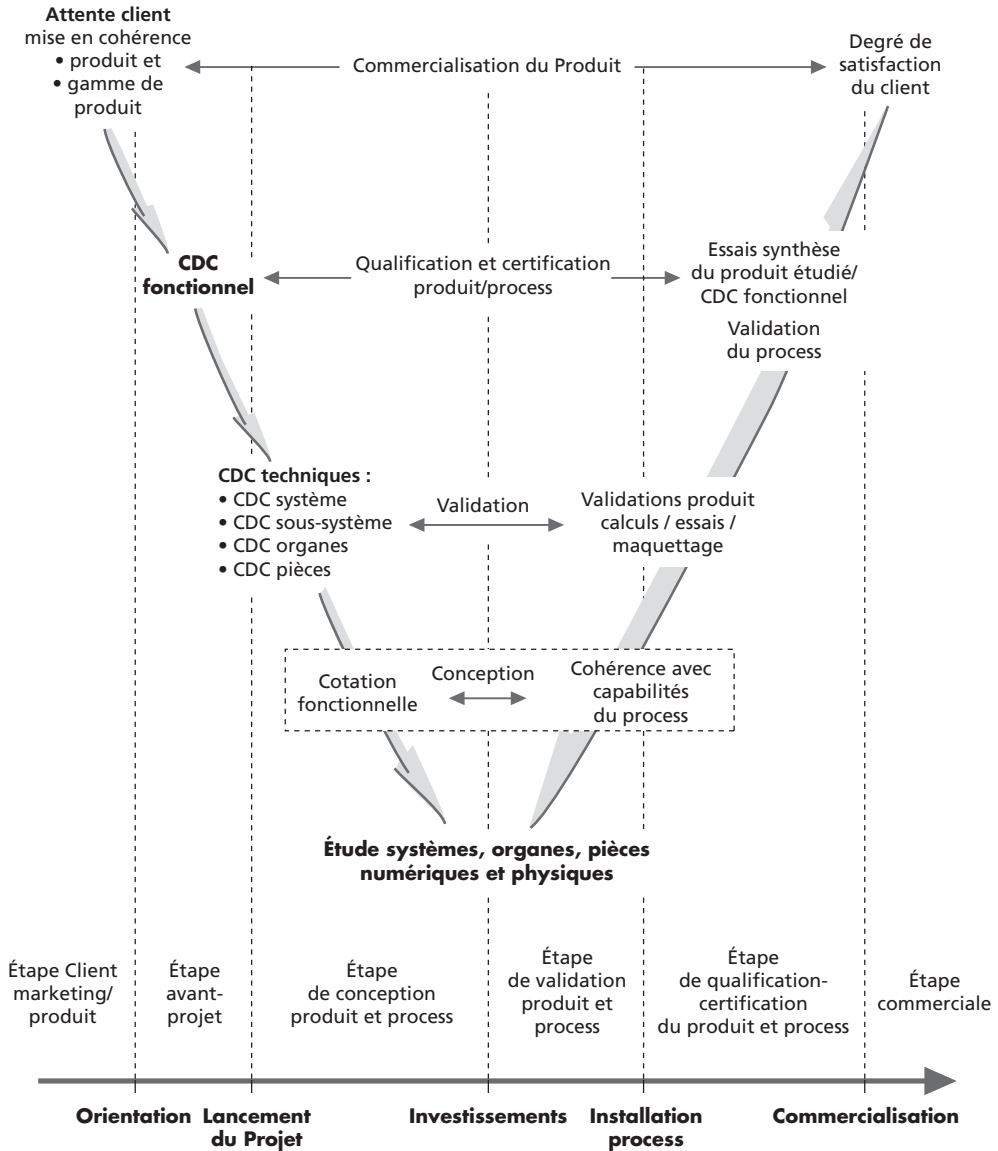 Attente client
mise en cohérence
• produit et
• gamme de
produit
Commercialisation du Produit
Degré de
satisfaction
du client
CDC
fonctionnel
Qualification et certification
produit/process
Essais synthèse
du produit étudié/
CDC fonctionnel
Validation
du process
CDC techniques :
• CDC système
• CDC sous-système
• CDC organes
• CDC pièces
Validation
Validations produit
calculs / essais /
maquettage
Cotation
fonctionnelle
Conception
Cohérence avec
capabilités
du process
Étude systèmes, organes, pièces
numériques et physiques
Étape Client
marketing/
produit
Étape
avant-
projet
Étape
de conception
produit et process
Étape
de validation
produit et
process
Étape
de qualification-
certification
du produit et process
Étape
commerciale
Orientation
Lancement
du Projet
Investissements
Installation
process
Commercialisation